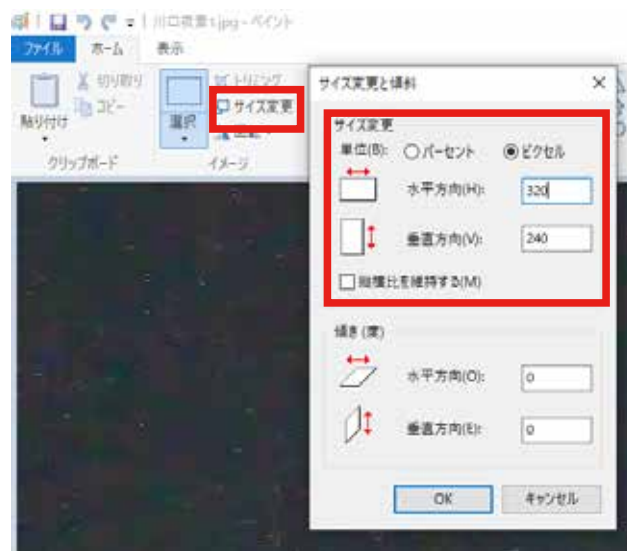 川口夜景1.jpg - ペイント
ファイル ホーム 表示
貼り付け
切り取り
コピー
クリップボード
選択
トリミング
サイズ変更
イメージ
サイズ変更と傾斜
サイズ変更
単位(B): パーセント ピクセル
水平方向(H): 320
垂直方向(V): 240
縦横比を維持する(M)
傾き (度)
水平方向(O): 0
垂直方向(E): 0
OK キャンセル